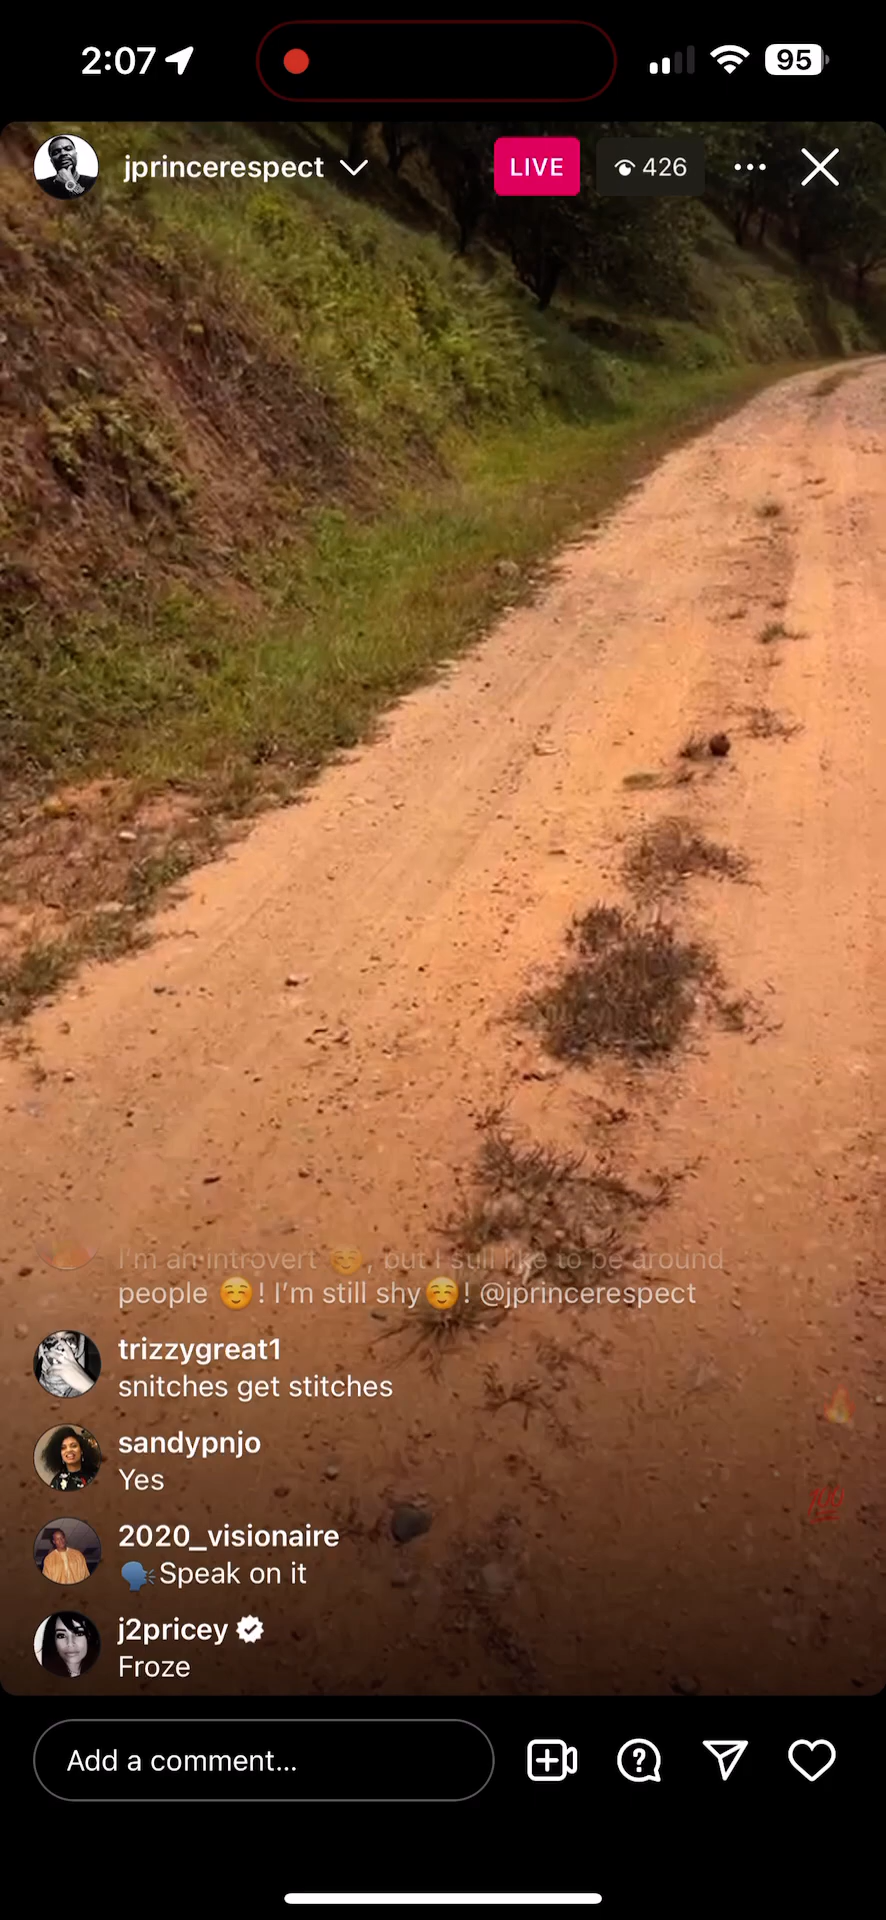 2:07
95
jprincerespect
LIVE
426
I'm an introvert ☺️, but I still like to be around
people ☺️! I'm still shy☺️! @jprincerespect
trizzygreat1
snitches get stitches
sandypnjo
Yes
💯
2020_visionaire
🗣️Speak on it
j2pricey
Froze
Add a comment...